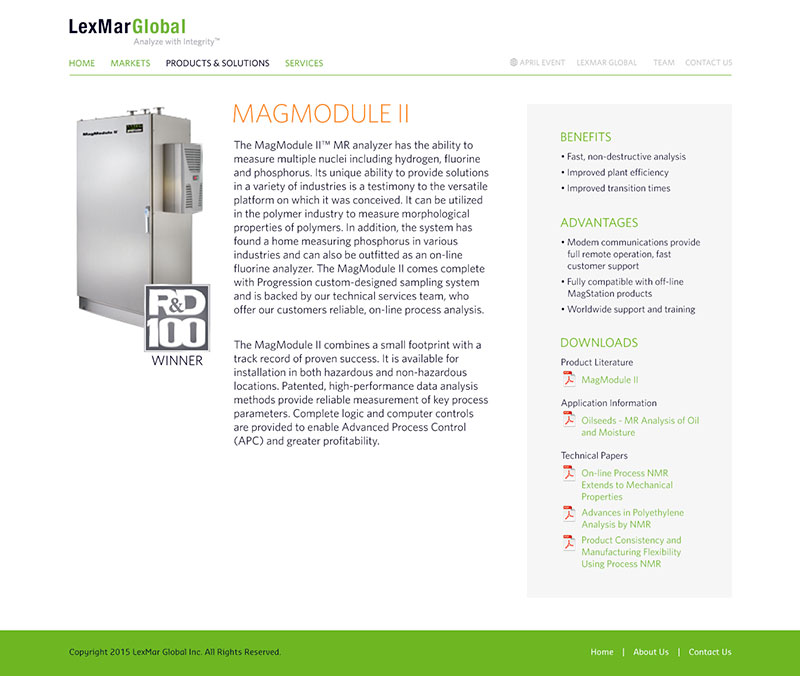 LexMarGlobal
Analyze with Integrity™
HOME MARKETS PRODUCTS & SOLUTIONS SERVICES
APRIL EVENT LEXMAR GLOBAL TEAM CONTACT US
MagModule II
R&D
100
WINNER
MAGMODULE II
The MagModule II™ MR analyzer has the ability to
measure multiple nuclei including hydrogen, fluorine
and phosphorus. Its unique ability to provide solutions
in a variety of industries is a testimony to the versatile
platform on which it was conceived. It can be utilized
in the polymer industry to measure morphological
properties of polymers. In addition, the system has
found a home measuring phosphorus in various
industries and can also be outfitted as an on-line
fluorine analyzer. The MagModule II comes complete
with Progression custom-designed sampling system
and is backed by our technical services team, who
offer our customers reliable, on-line process analysis.
The MagModule II combines a small footprint with a
track record of proven success. It is available for
installation in both hazardous and non-hazardous
locations. Patented, high-performance data analysis
methods provide reliable measurement of key process
parameters. Complete logic and computer controls
are provided to enable Advanced Process Control
(APC) and greater profitability.
BENEFITS
• Fast, non-destructive analysis
• Improved plant efficiency
• Improved transition times
ADVANTAGES
• Modem communications provide
full remote operation, fast
customer support
• Fully compatible with off-line
MagStation products
• Worldwide support and training
DOWNLOADS
Product Literature
MagModule II
Application Information
Oilseeds - MR Analysis of Oil
and Moisture
Technical Papers
On-line Process NMR
Extends to Mechanical
Properties
Advances in Polyethylene
Analysis by NMR
Product Consistency and
Manufacturing Flexibility
Using Process NMR
Copyright 2015 LexMar Global Inc. All Rights Reserved.
Home | About Us | Contact Us